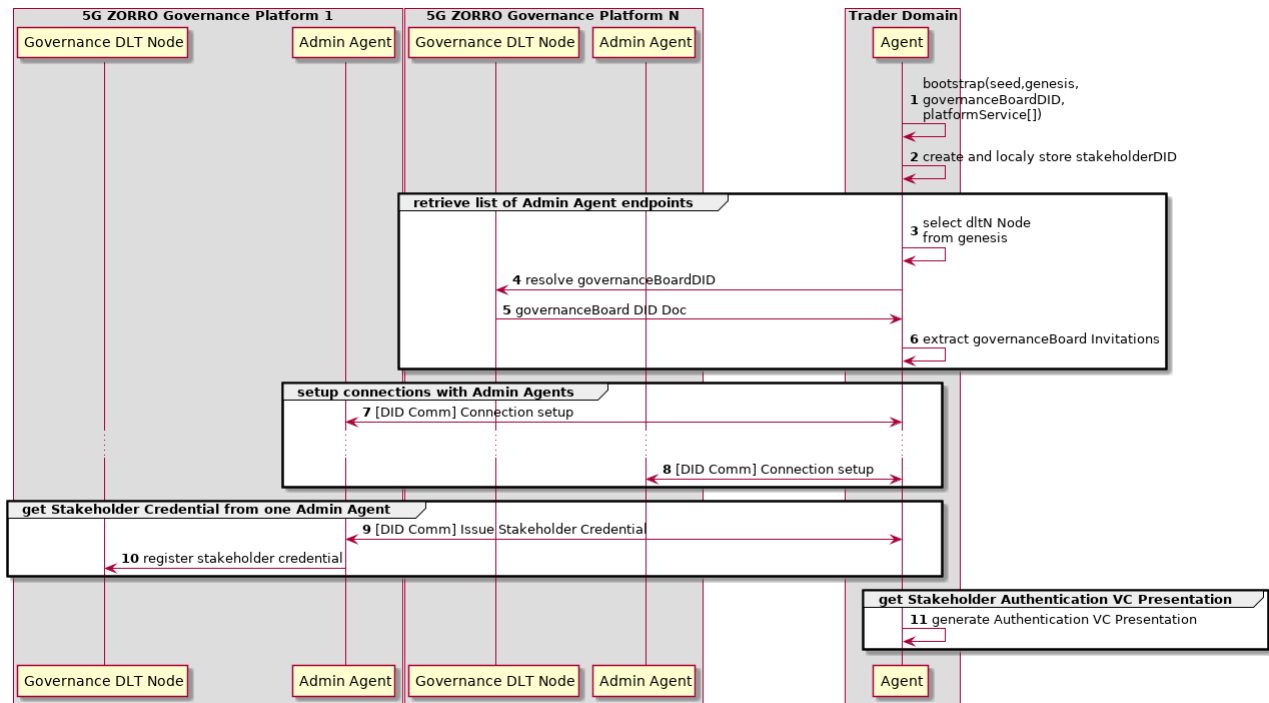 5G ZORRO Governance Platform 1
5G ZORRO Governance Platform N
Trader Domain
Governance DLT Node
Admin Agent
Governance DLT Node
Admin Agent
Agent
1 bootstrap(seed,genesis,
governanceBoardDID,
platformService[])
2 create and localy store stakeholderDID
retrieve list of Admin Agent endpoints
3 select dltN Node
from genesis
4 resolve governanceBoardDID
5 governanceBoard DID Doc
6 extract governanceBoard Invitations
setup connections with Admin Agents
7 [DID Comm] Connection setup
8 [DID Comm] Connection setup
get Stakeholder Credential from one Admin Agent
9 [DID Comm] Issue Stakeholder Credential
10 register stakeholder credential
get Stakeholder Authentication VC Presentation
11 generate Authentication VC Presentation
Governance DLT Node
Admin Agent
Governance DLT Node
Admin Agent
Agent